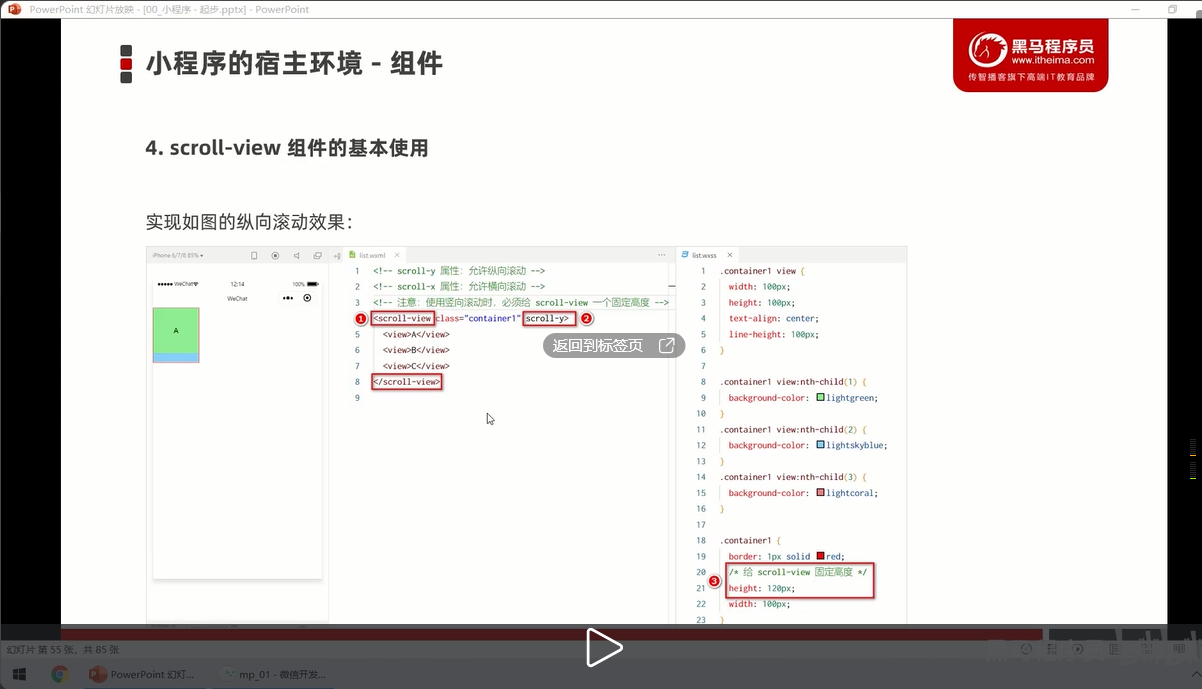 PowerPoint 幻灯片放映 - [00_小程序 - 起步.pptx] - PowerPoint
小程序的宿主环境 - 组件
黑马程序员
www.itheima.com
传智播客旗下高端IT教育品牌
4. scroll-view 组件的基本使用
实现如图的纵向滚动效果：
iPhone 6/7/8 85%
WeChat
12:14
100%
WeChat
A
list.wxml
1 <!-- scroll-y 属性：允许纵向滚动 -->
2 <!-- scroll-x 属性：允许横向滚动 -->
3 <!-- 注意：使用竖向滚动时，必须给 scroll-view 一个固定高度 -->
1 <scroll-view class="container1" scroll-y> 2
5 <view>A</view>
6 <view>B</view>
7 <view>C</view>
8 </scroll-view>
9
list.wxss
1 .container1 view {
2 width: 100px;
3 height: 100px;
4 text-align: center;
5 line-height: 100px;
6 }
7
8 .container1 view:nth-child(1) {
9 background-color: lightgreen;
10 }
11 .container1 view:nth-child(2) {
12 background-color: lightskyblue;
13 }
14 .container1 view:nth-child(3) {
15 background-color: lightcoral;
16 }
17
18 .container1 {
19 border: 1px solid red;
20 /* 给 scroll-view 固定高度 */
3
21 height: 120px;
22 width: 100px;
23 }
返回到标签页
幻灯片 第 55 张，共 85 张
PowerPoint 幻灯...
mp_01 - 微信开发...